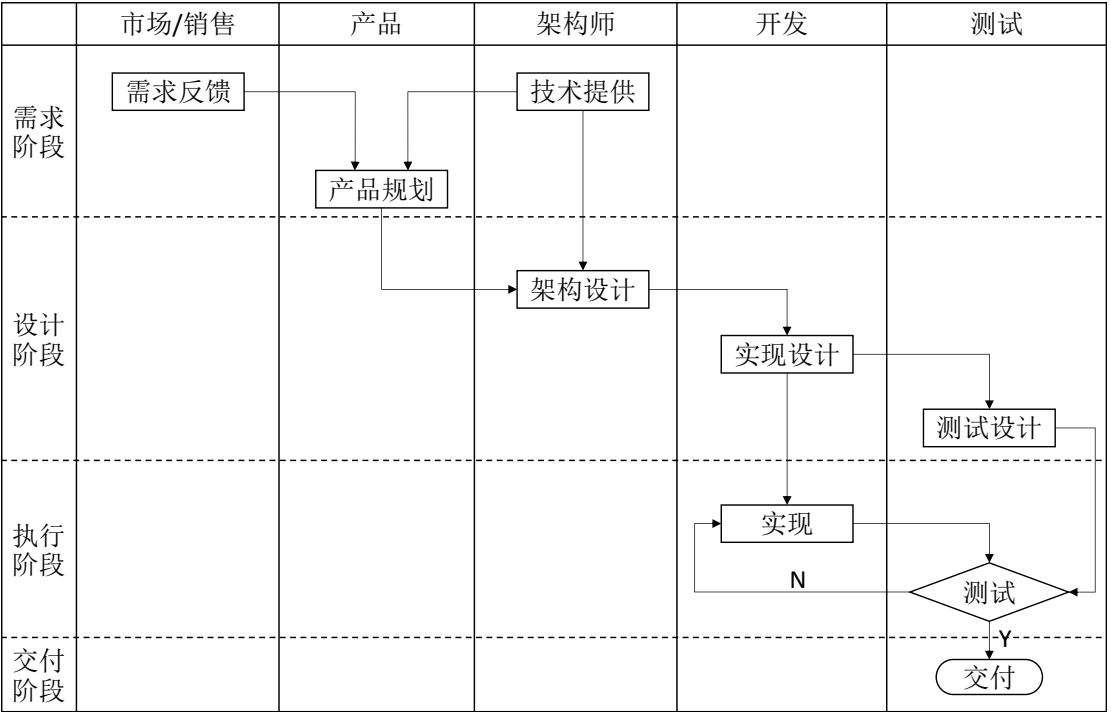 市场/销售
产品
架构师
开发
测试
需求
阶段
需求反馈
技术提供
产品规划
设计
阶段
架构设计
实现设计
测试设计
执行
阶段
实现
N
测试
Y
交付
阶段
交付